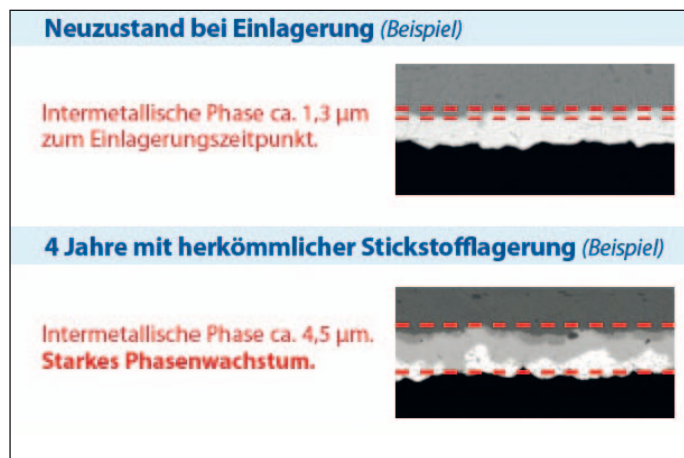 Neuzustand bei Einlagerung (Beispiel)
Intermetallische Phase ca. 1,3 µm
zum Einlagerungszeitpunkt.
4 Jahre mit herkömmlicher Stickstofflagerung (Beispiel)
Intermetallische Phase ca. 4,5 µm.
Starkes Phasenwachstum.